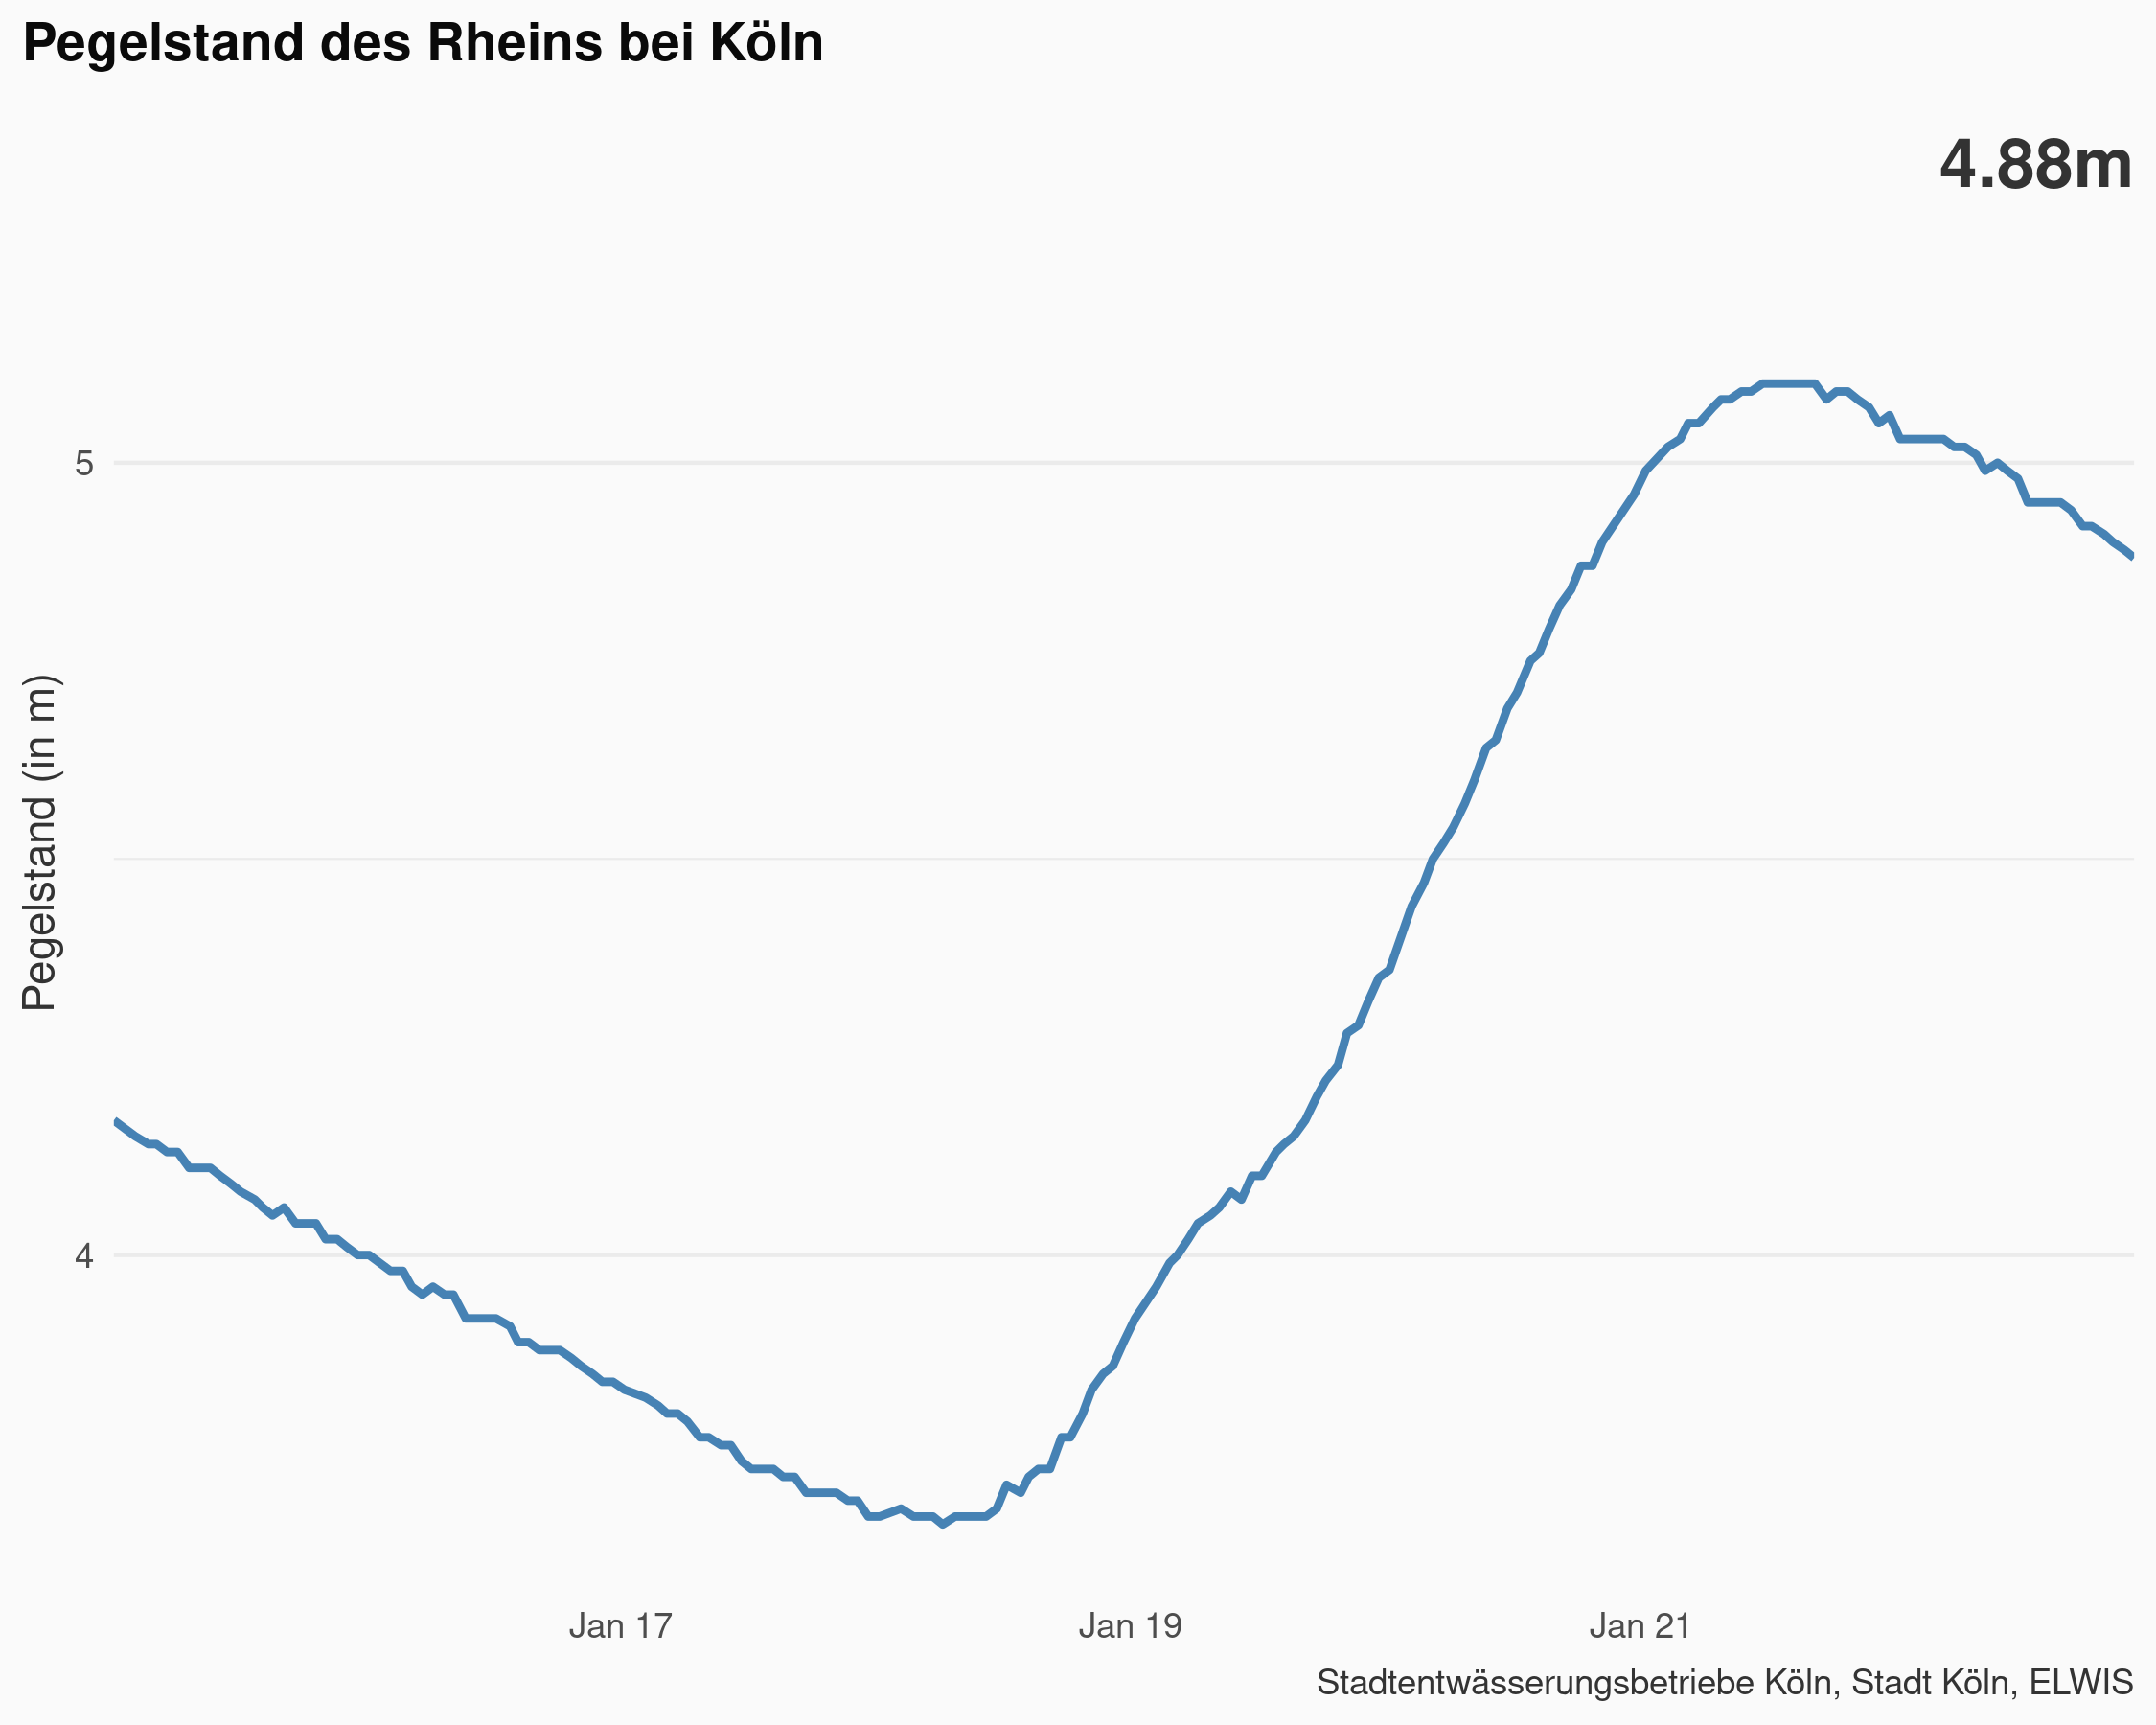 Pegelstand des Rheins bei Köln
4.88m
Pegelstand (in m)
5
4
Jan 17
Jan 19
Jan 21
Stadtentwässerungsbetriebe Köln, Stadt Köln, ELWIS